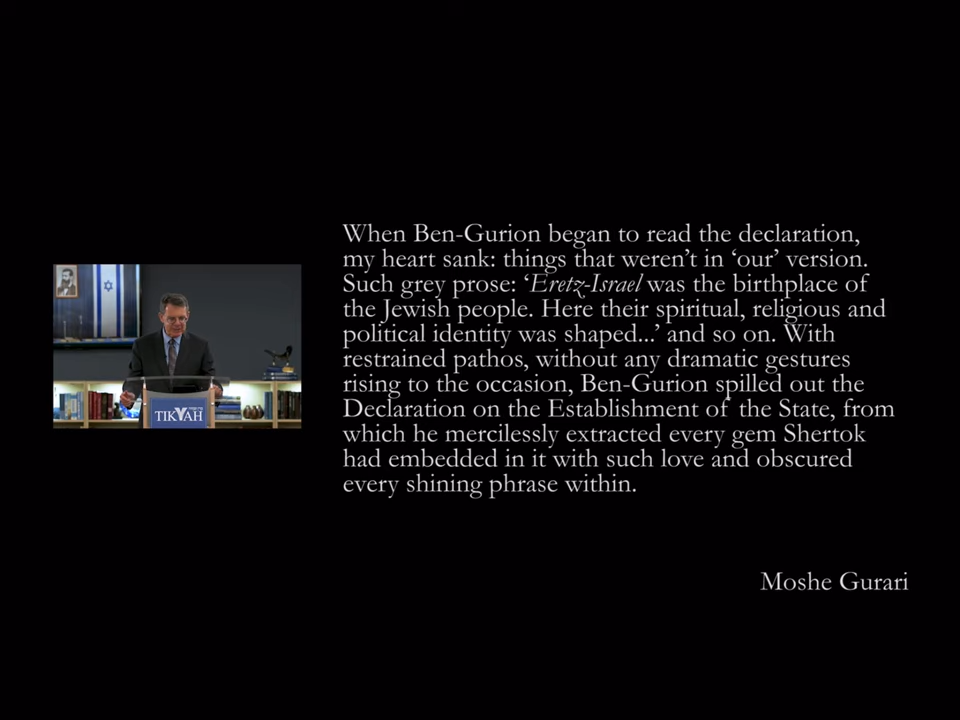 When Ben-Gurion began to read the declaration,
my heart sank: things that weren’t in ‘our’ version.
Such grey prose: ‘Eretz-Israel was the birthplace of
the Jewish people. Here their spiritual, religious and
political identity was shaped...’ and so on. With
restrained pathos, without any dramatic gestures
rising to the occasion, Ben-Gurion spilled out the
Declaration on the Establishment of the State, from
which he mercilessly extracted every gem Shertok
had embedded in it with such love and obscured
every shining phrase within.
TIKVAH
Moshe Gurari